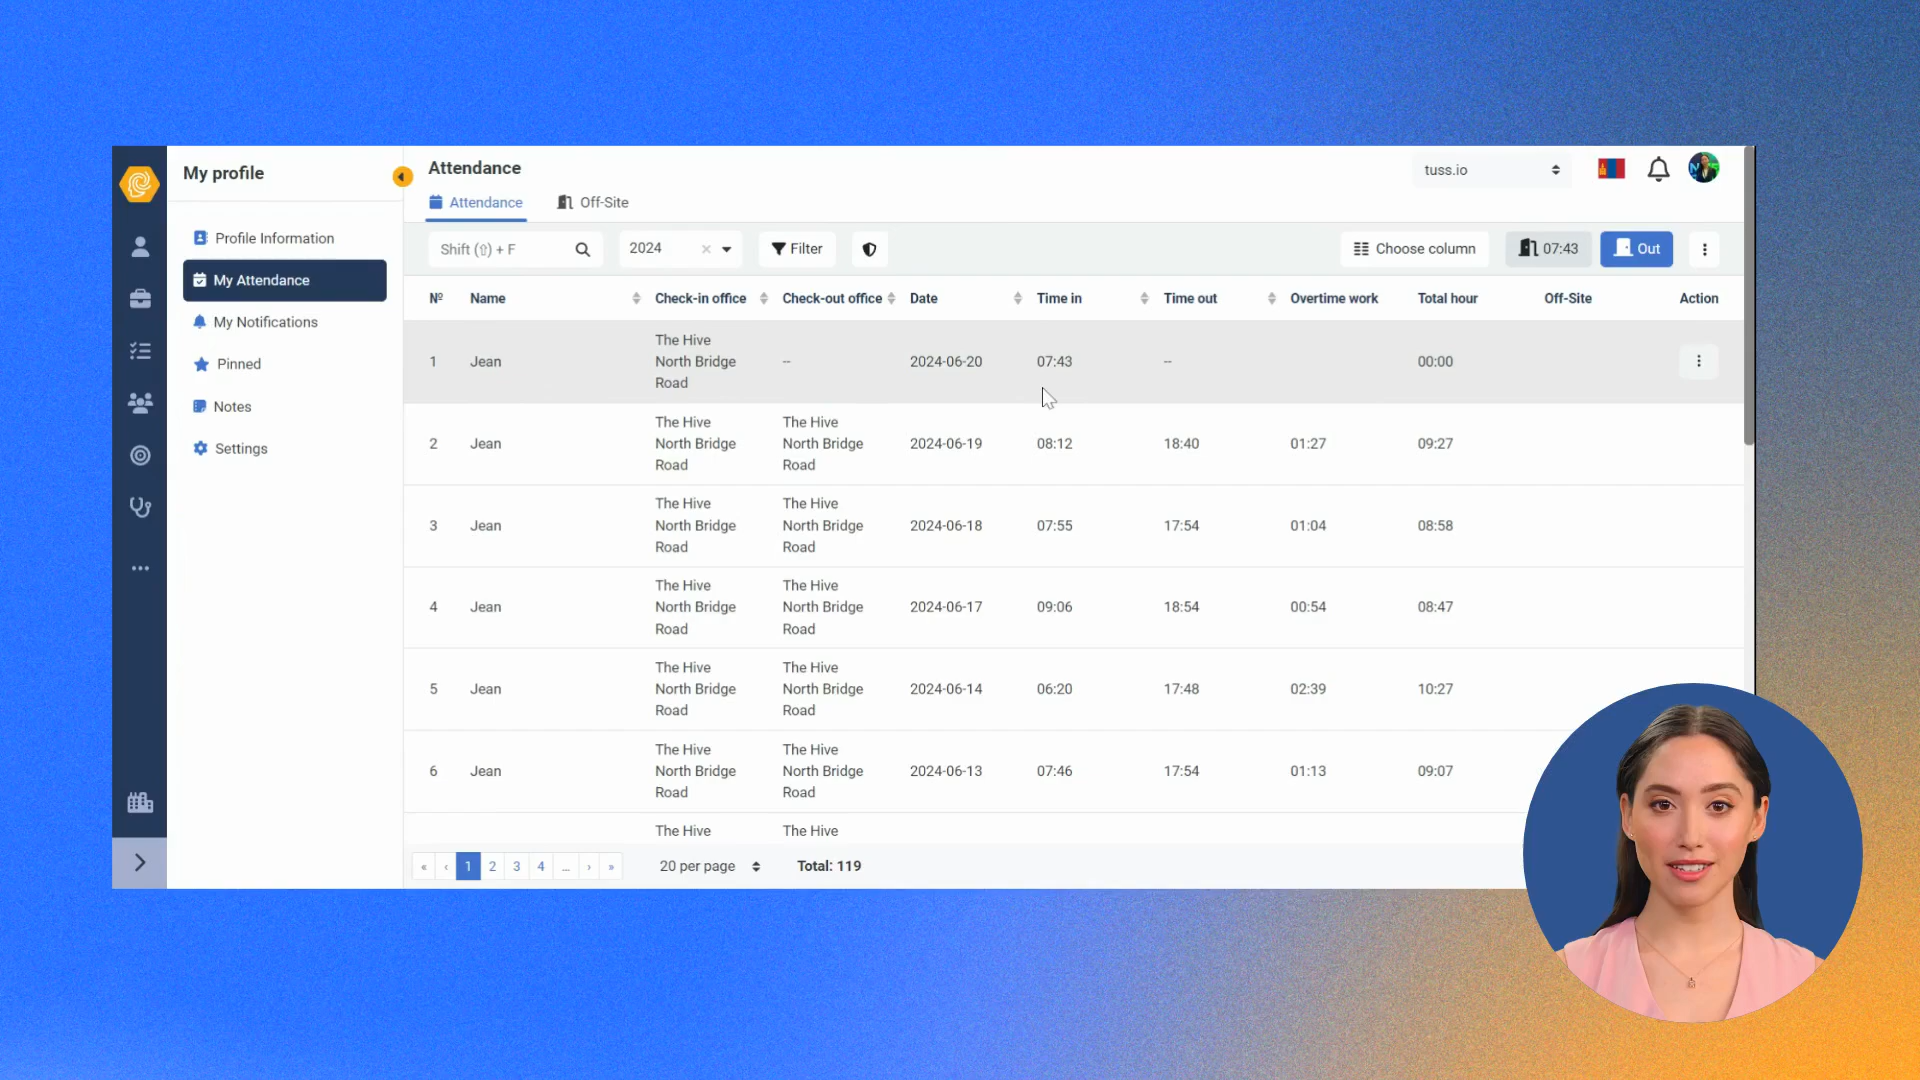 My profile
Profile Information
My Attendance
My Notifications
Pinned
Notes
Settings
Attendance
tuss.io
Attendance Off-Site
Shift (⇧) + F 2024 Filter Choose column 07:43 Out
Nº Name Check-in office Check-out office Date Time in Time out Overtime work Total hour Off-Site Action
The Hive
1 Jean North Bridge -- 2024-06-20 07:43 -- 00:00
Road
The Hive The Hive
2 Jean North Bridge North Bridge 2024-06-19 08:12 18:40 01:27 09:27
Road Road
The Hive The Hive
3 Jean North Bridge North Bridge 2024-06-18 07:55 17:54 01:04 08:58
Road Road
The Hive The Hive
4 Jean North Bridge North Bridge 2024-06-17 09:06 18:54 00:54 08:47
Road Road
The Hive The Hive
5 Jean North Bridge North Bridge 2024-06-14 06:20 17:48 02:39 10:27
Road Road
The Hive The Hive
6 Jean North Bridge North Bridge 2024-06-13 07:46 17:54 01:13 09:07
Road Road
The Hive The Hive
« ‹ 1 2 3 4 ... › » 20 per page Total: 119